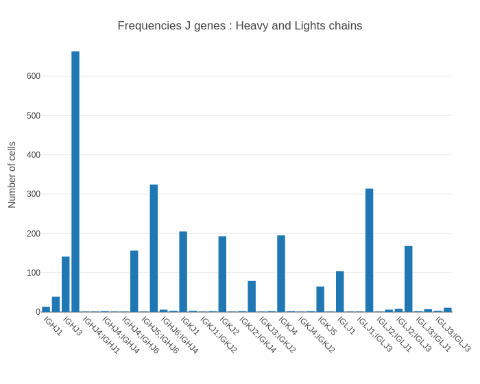 Frequencies J genes : Heavy and Lights chains
Number of cells
600
500
400
300
200
100
0
IGHJ1
IGHJ3
IGHJ4;IGHJ1
IGHJ4;IGHJ4
IGHJ4;IGHJ6
IGHJ5;IGHJ6
IGHJ6;IGHJ4
IGKJ1
IGKJ1;IGKJ2
IGKJ2
IGKJ2;IGKJ4
IGKJ3;IGKJ2
IGKJ4
IGKJ4;IGKJ2
IGKJ5
IGLJ1
IGLJ1;IGLJ3
IGLJ2;IGLJ1
IGLJ2;IGLJ3
IGLJ3;IGLJ1
IGLJ3;IGLJ3